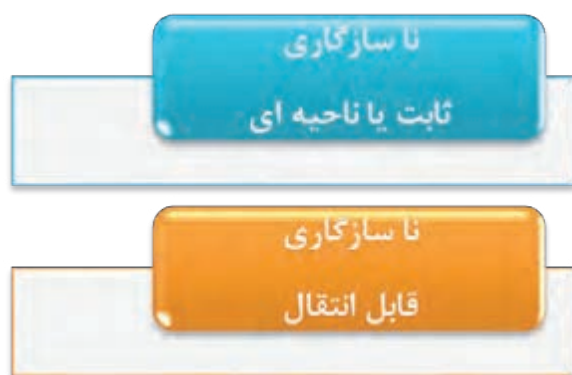 نا سازگاری
ثابت یا ناحیه ای
نا سازگاری
قابل انتقال